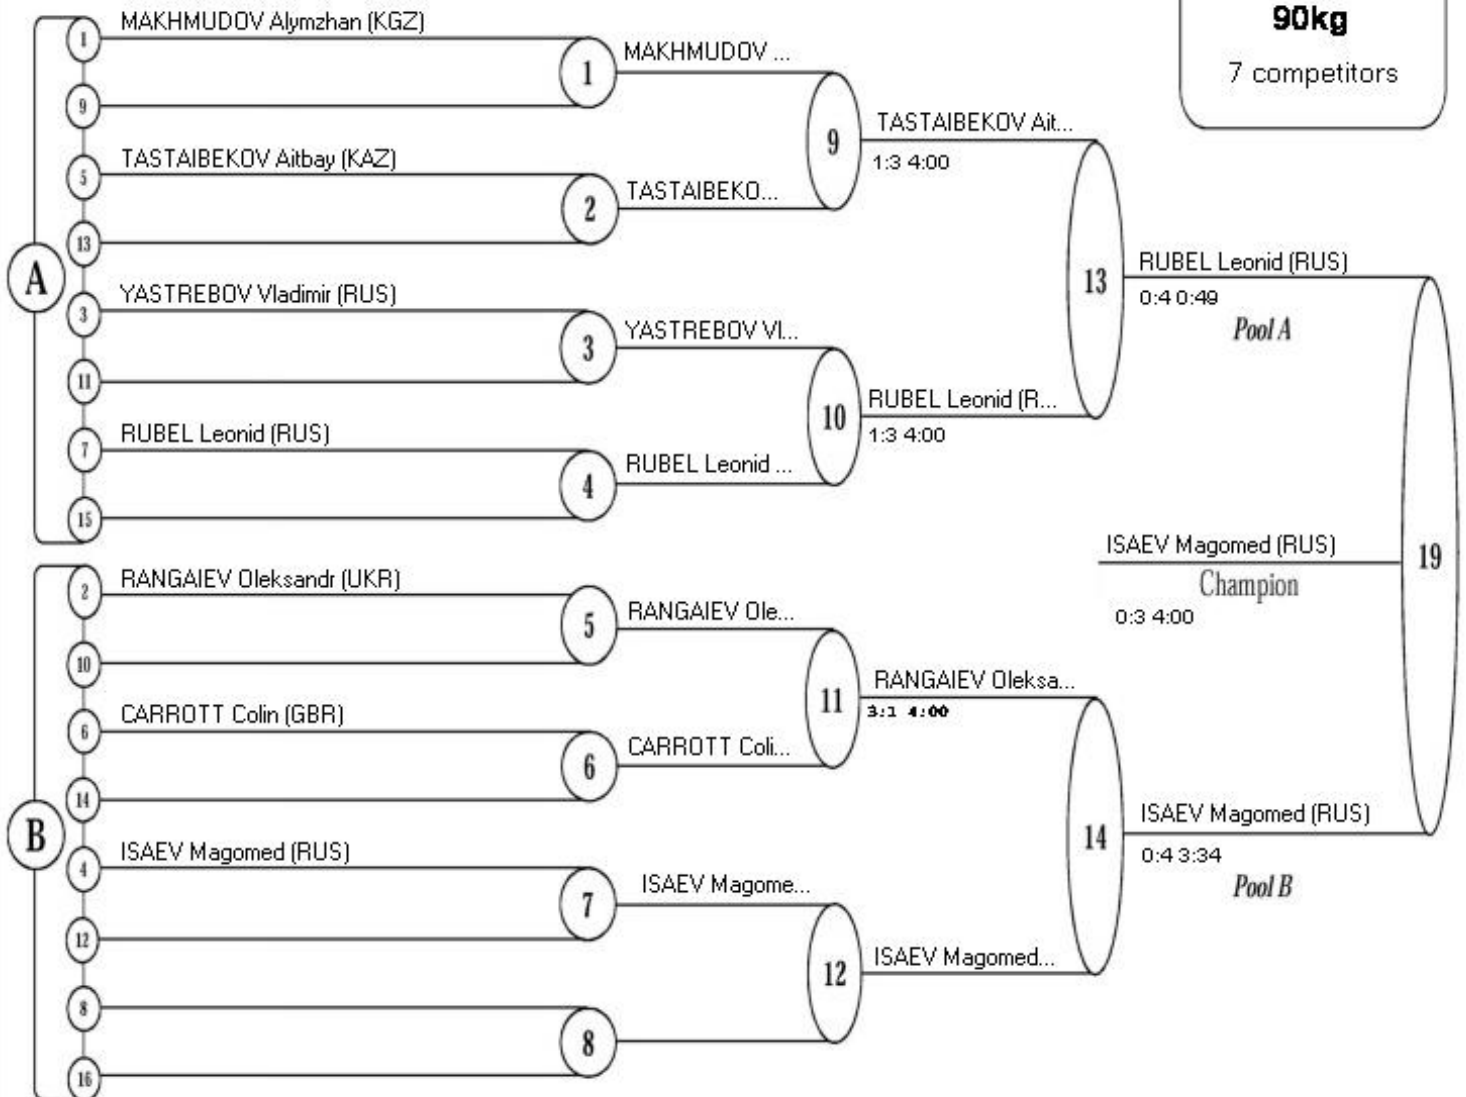 90kg
7 competitors
A
1
MAKHMUDOV Alymzhan (KGZ)
9
1
MAKHMUDOV ...
5
TASTAIBEKOV Aitbay (KAZ)
13
2
TASTAIBEKO...
9
TASTAIBEKOV Ait...
1:3 4:00
3
YASTREBOV Vladimir (RUS)
11
3
YASTREBOV Vl...
7
RUBEL Leonid (RUS)
15
4
RUBEL Leonid ...
10
RUBEL Leonid (R...
1:3 4:00
13
RUBEL Leonid (RUS)
0:4 0:49
Pool A
B
2
RANGAIEV Oleksandr (UKR)
10
5
RANGAIEV Ole...
6
CARROTT Colin (GBR)
14
6
CARROTT Coli...
11
RANGAIEV Oleksa...
3:1 4:00
4
ISAEV Magomed (RUS)
12
7
ISAEV Magome...
8
16
8
12
ISAEV Magomed...
14
ISAEV Magomed (RUS)
0:4 3:34
Pool B
19
ISAEV Magomed (RUS)
Champion
0:3 4:00